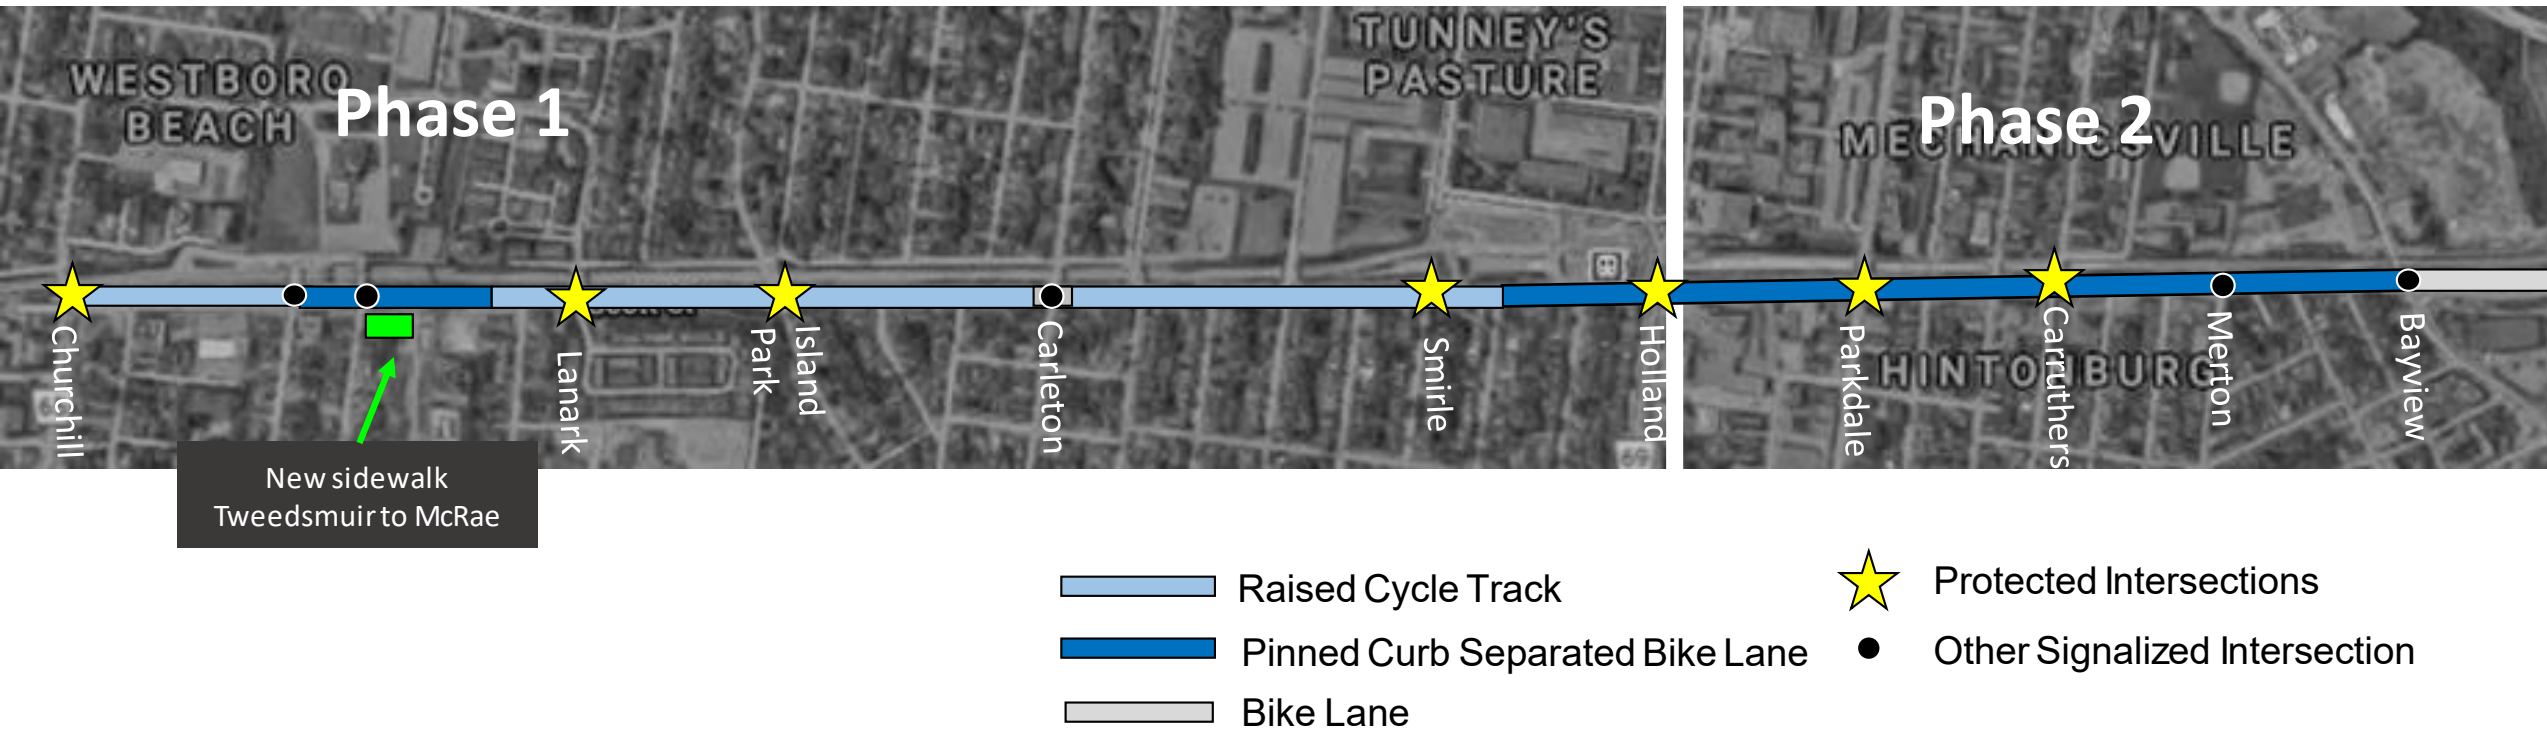 WESTBORO
BEACH
Phase 1
TUNNEY'S
PASTURE
Phase 2
MECHANICSVILLE
HINTONBURG
Churchill
Lanark
Island
Park
Carleton
Smirle
Holland
Parkdale
Carruthers
Merton
Bayview
69
New sidewalk
Tweedsmuir to McRae
Raised Cycle Track
Pinned Curb Separated Bike Lane
Bike Lane
Protected Intersections
Other Signalized Intersection